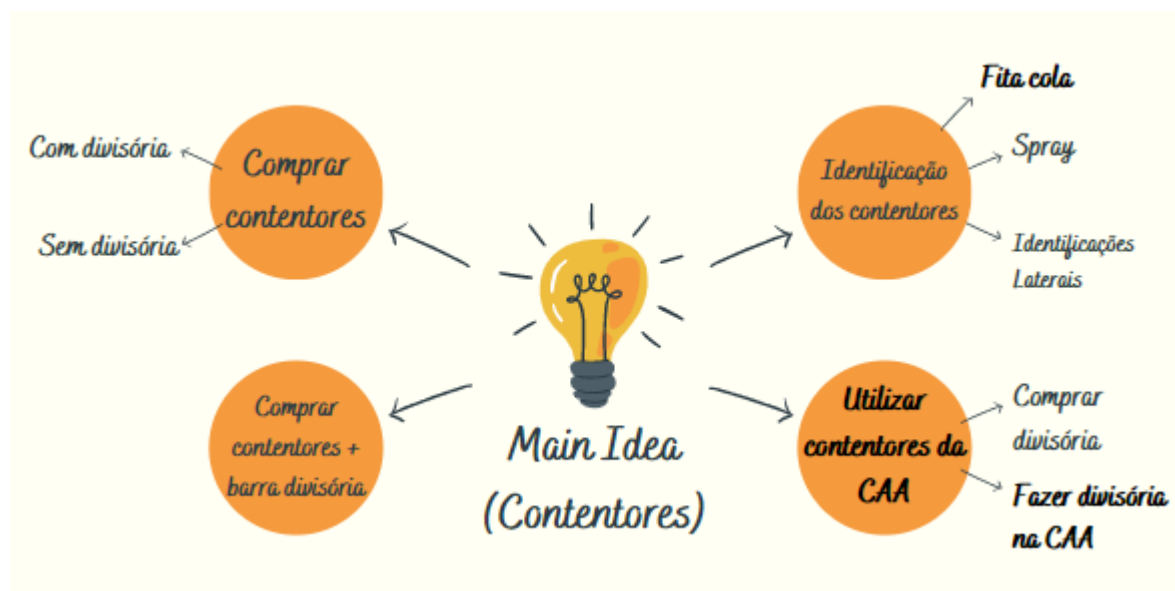 Com divisória
Sem divisória
Comprar
contentores
Fita cola
Spray
Identificações
Laterais
Identificação
dos contentores
Comprar
contentores +
barra divisória
Main Idea
(Contentores)
Utilizar
contentores da
CAA
Comprar
divisória
Fazer divisória
na CAA